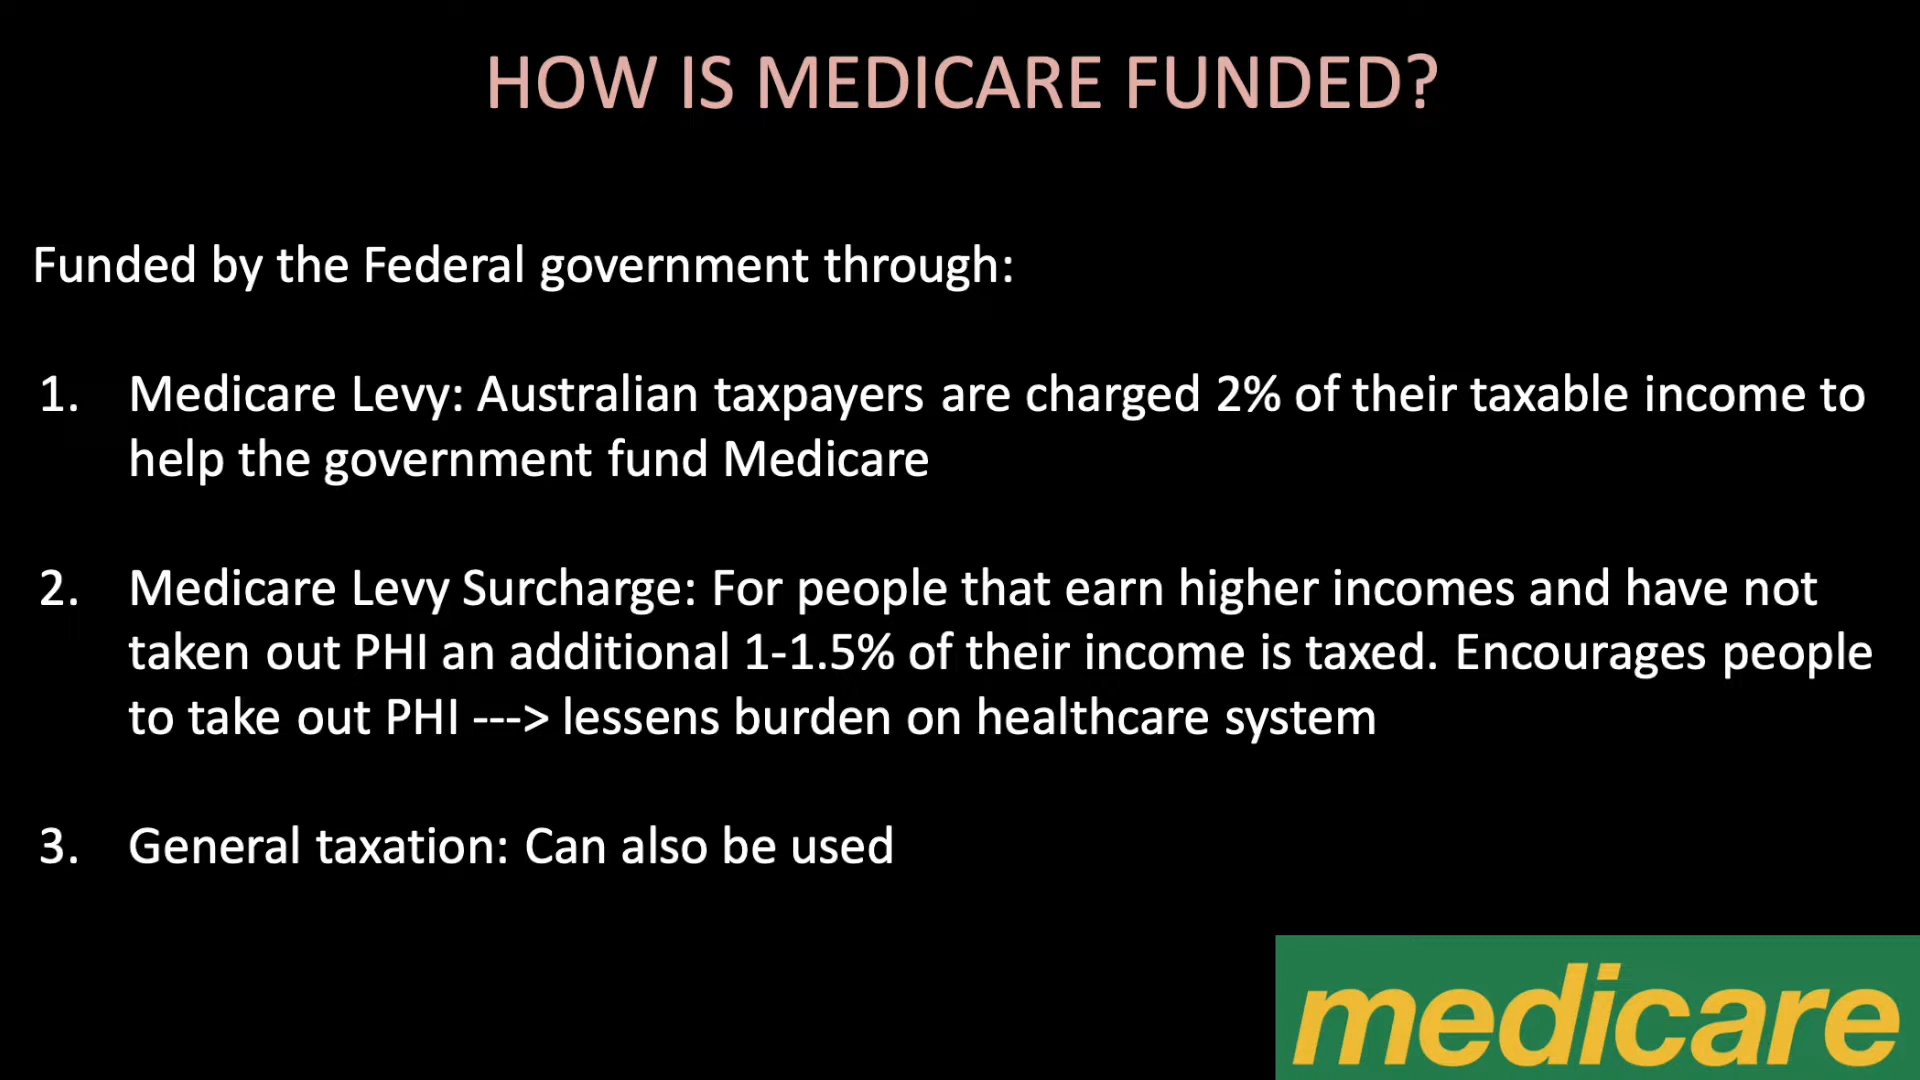 HOW IS MEDICARE FUNDED?
Funded by the Federal government through:
1. Medicare Levy: Australian taxpayers are charged 2% of their taxable income to
help the government fund Medicare
2. Medicare Levy Surcharge: For people that earn higher incomes and have not
taken out PHI an additional 1-1.5% of their income is taxed. Encourages people
to take out PHI ---> lessens burden on healthcare system
3. General taxation: Can also be used
medicare